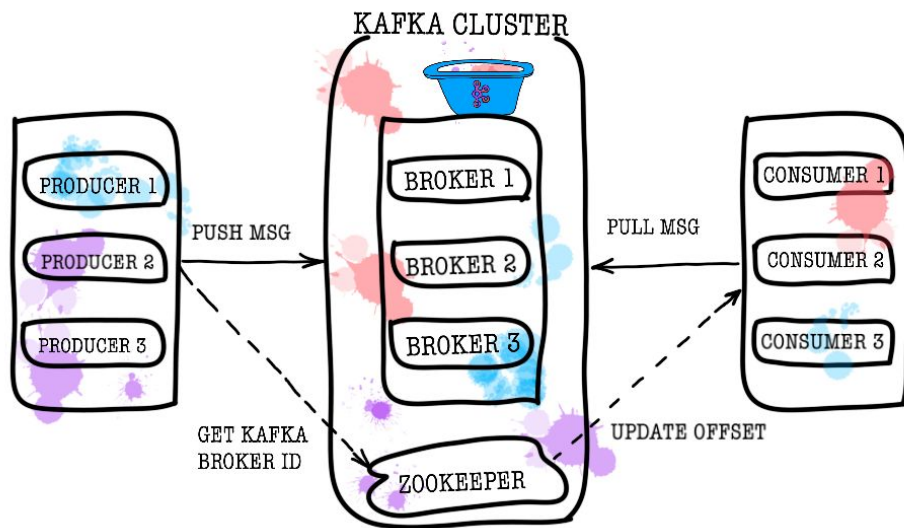 KAFKA CLUSTER
PRODUCER 1
PRODUCER 2
PRODUCER 3
PUSH MSG
GET KAFKA
BROKER ID
BROKER 1
BROKER 2
BROKER 3
ZOOKEEPER
PULL MSG
UPDATE OFFSET
CONSUMER 1
CONSUMER 2
CONSUMER 3